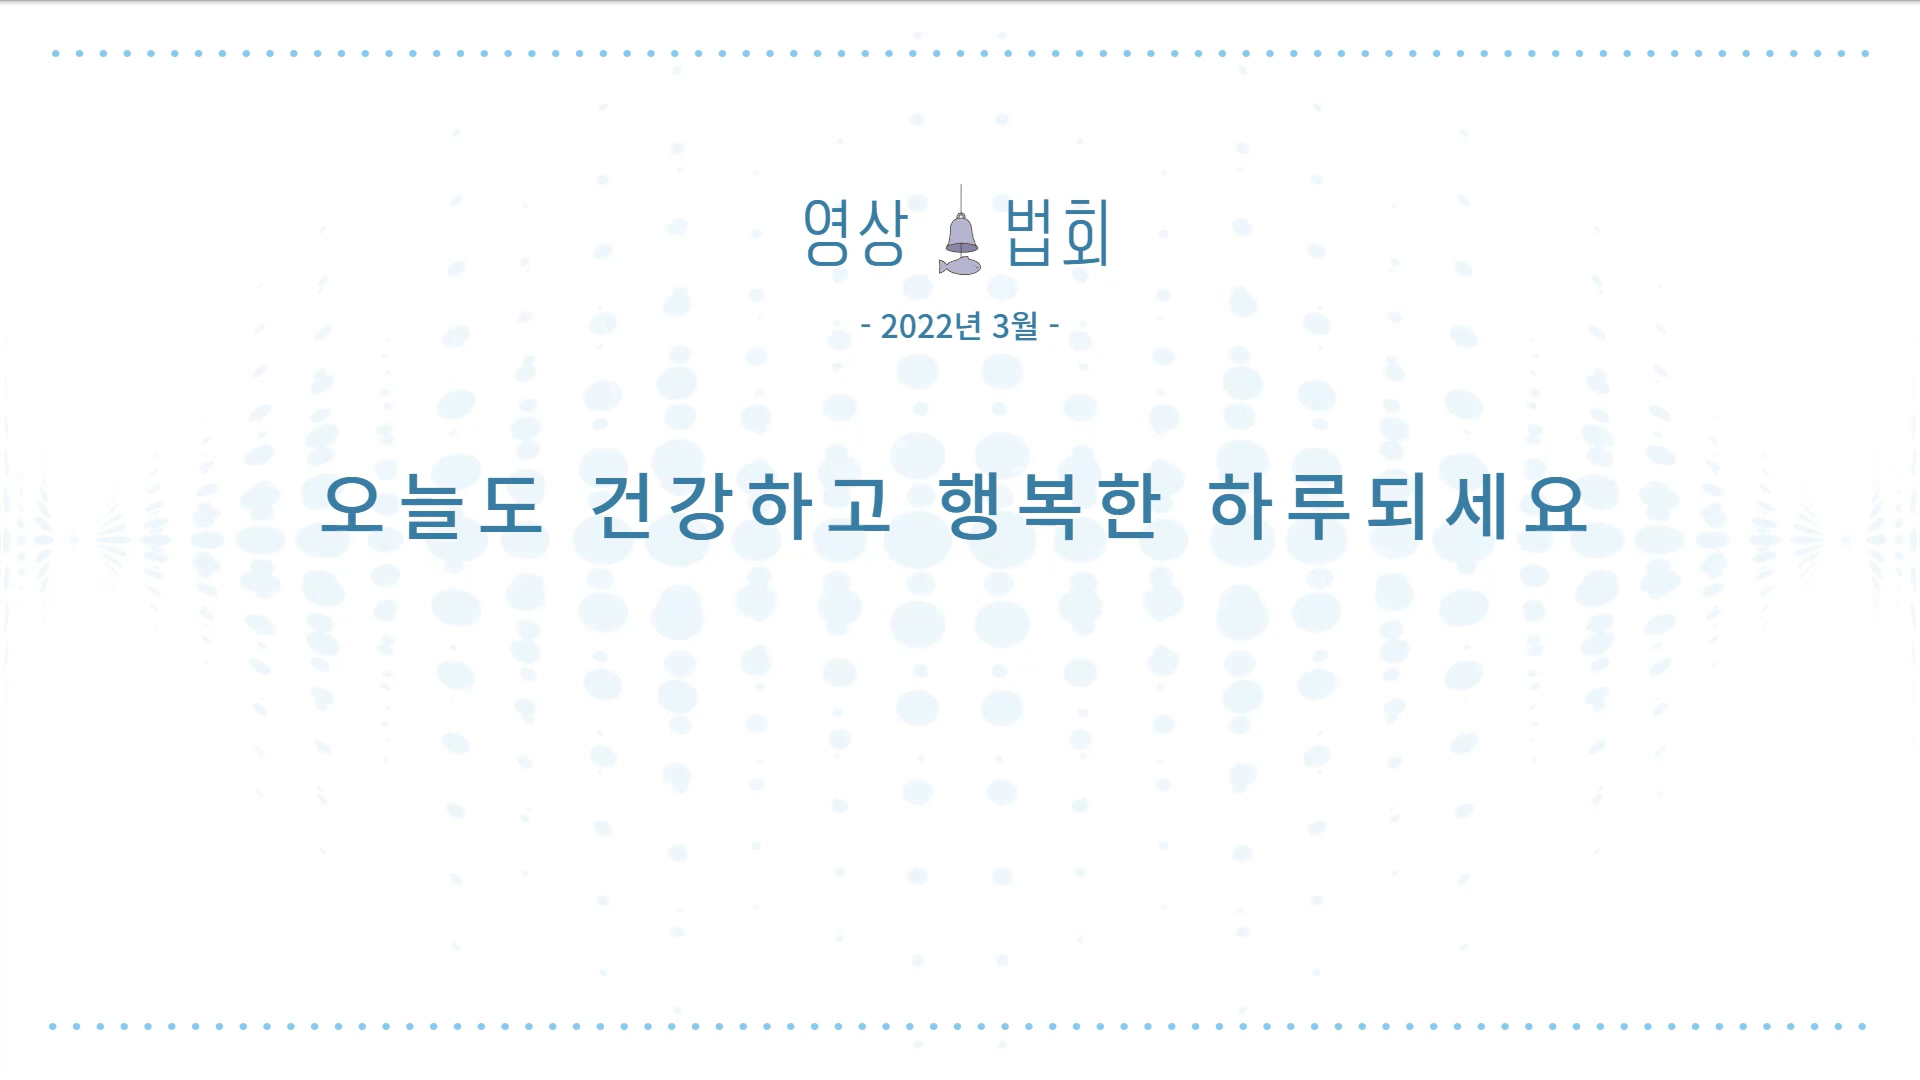 영상 법회
- 2022년 3월 -
오늘도 건강하고 행복한 하루되세요